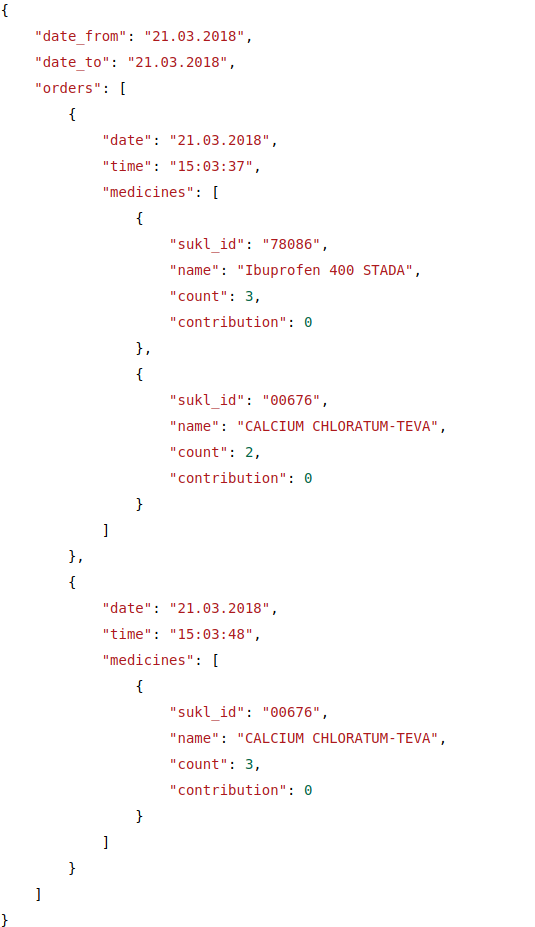 {
    "date_from": "21.03.2018",
    "date_to": "21.03.2018",
    "orders": [
        {
            "date": "21.03.2018",
            "time": "15:03:37",
            "medicines": [
                {
                    "sukl_id": "78086",
                    "name": "Ibuprofen 400 STADA",
                    "count": 3,
                    "contribution": 0
                },
                {
                    "sukl_id": "00676",
                    "name": "CALCIUM CHLORATUM-TEVA",
                    "count": 2,
                    "contribution": 0
                }
            ]
        },
        {
            "date": "21.03.2018",
            "time": "15:03:48",
            "medicines": [
                {
                    "sukl_id": "00676",
                    "name": "CALCIUM CHLORATUM-TEVA",
                    "count": 3,
                    "contribution": 0
                }
            ]
        }
    ]
}